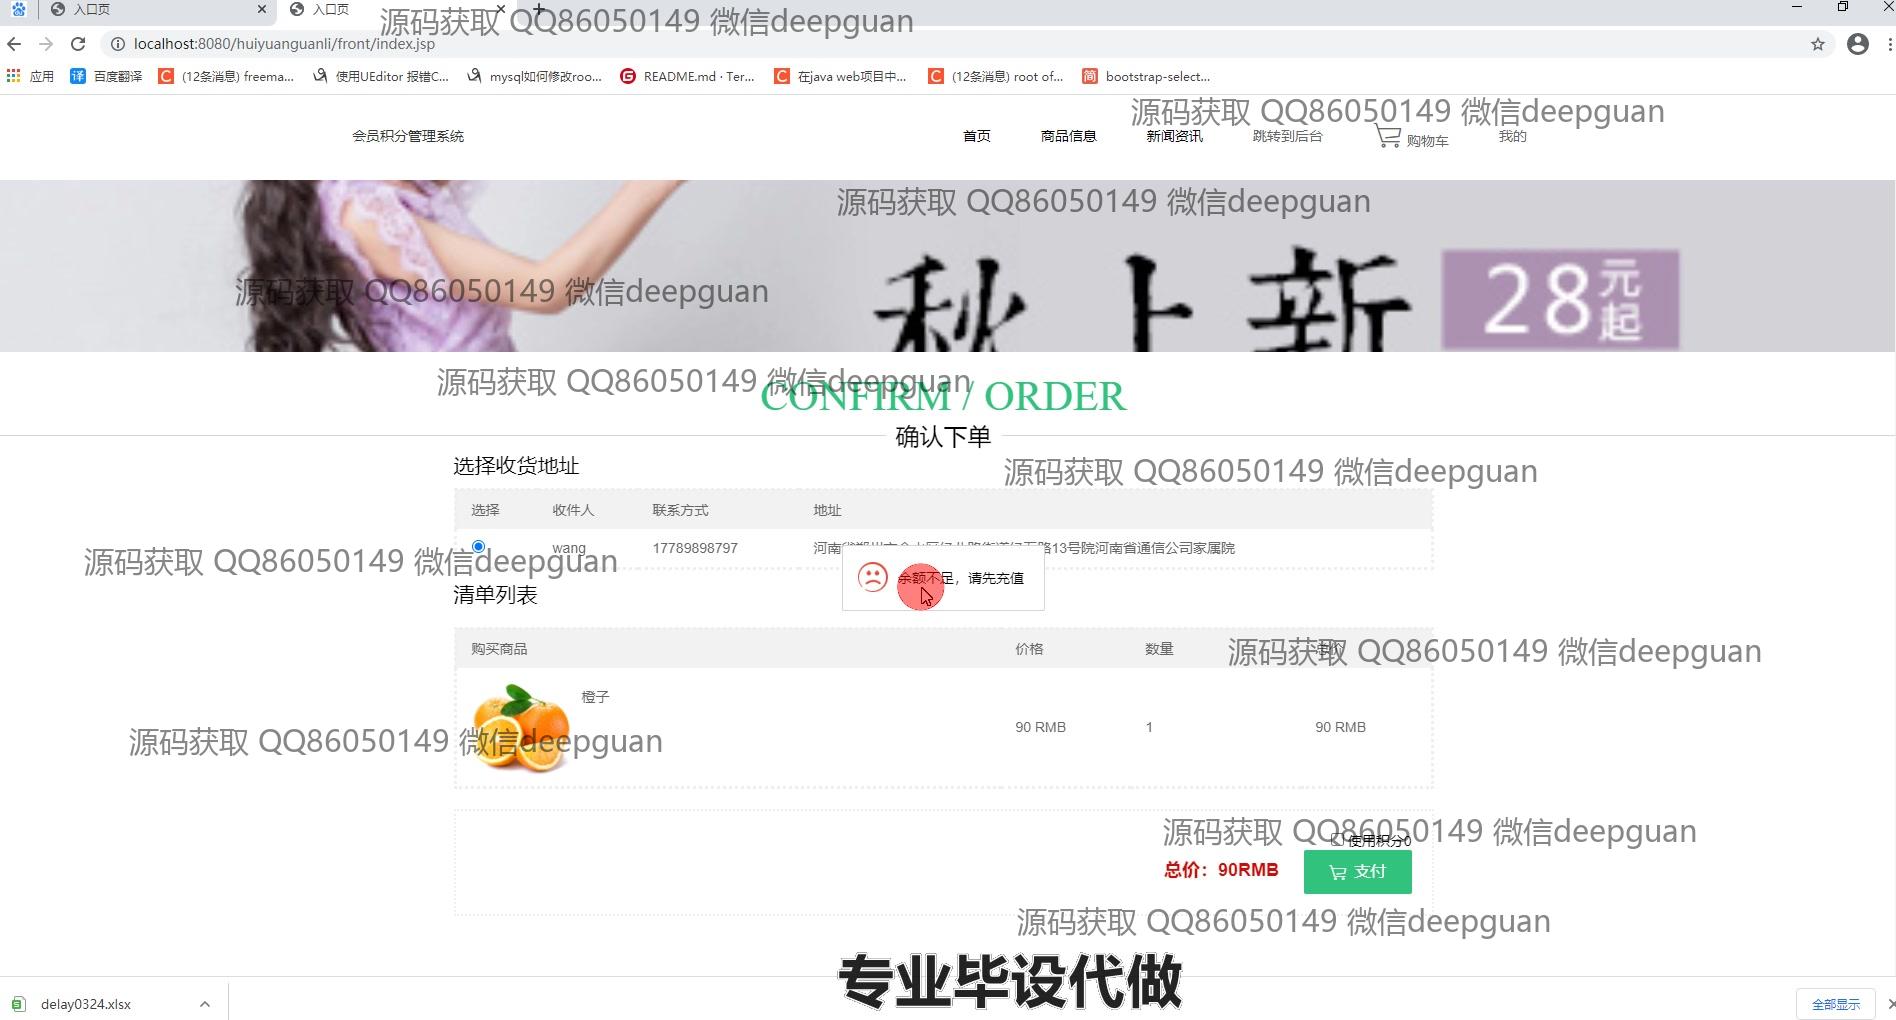 入口页
入口页
源码获取 QQ86050149 微信deepguan
localhost:8080/huiyuanguanli/front/index.jsp
应用
百度翻译
(12条消息) freema...
使用UEditor 报错C...
mysql如何修改roo...
README.md · Ter...
在java web项目中...
(12条消息) root of...
bootstrap-select...
源码获取 QQ86050149 微信deepguan
会员积分管理系统
首页
商品信息
新闻资讯
跳转到后台
购物车
我的
源码获取 QQ86050149 微信deepguan
秋上新
28元起
源码获取 QQ86050149 微信deepguan
源码获取 QQ86050149 微信deepguan
CONFIRM / ORDER
确认下单
选择收货地址
源码获取 QQ86050149 微信deepguan
选择 收件人 联系方式 地址
wang 17789898797 河南省郑州市金水区经八路街道纬五路13号院河南省通信公司家属院
源码获取 QQ86050149 微信deepguan
余额不足，请先充值
清单列表
购买商品 价格 数量 总价
源码获取 QQ86050149 微信deepguan
橙子
90 RMB 1 90 RMB
源码获取 QQ86050149 微信deepguan
源码获取 QQ86050149 微信deepguan
使用积分0
总价：90RMB
支付
源码获取 QQ86050149 微信deepguan
专业毕设代做
delay0324.xlsx
全部显示